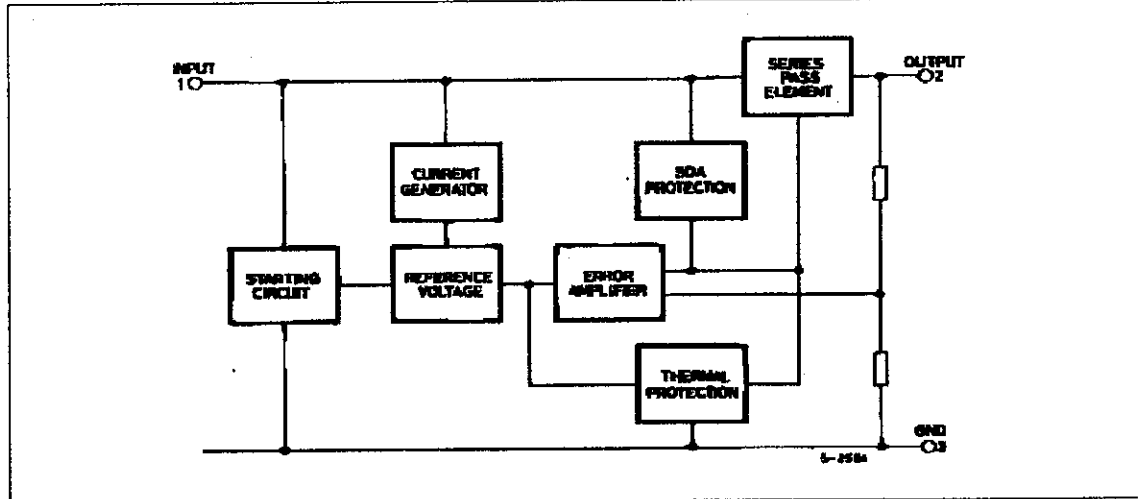 INPUT
1
SERIES
PASS
ELEMENT
OUTPUT
2
CURRENT
GENERATOR
SOA
PROTECTION
STARTING
CIRCUIT
REFERENCE
VOLTAGE
ERROR
AMPLIFIER
THERMAL
PROTECTION
GND
3